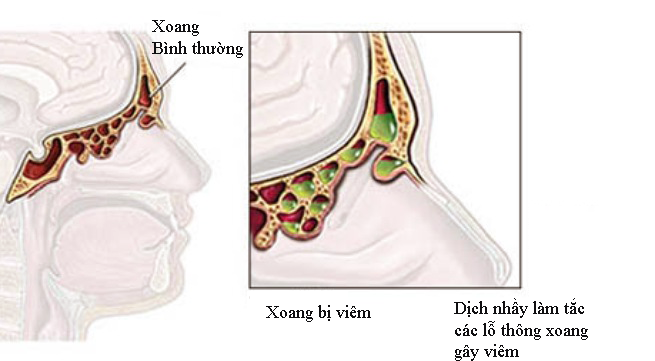 Xoang
Bình thường
Xoang bị viêm
Dịch nhầy làm tắc
các lỗ thông xoang
gây viêm